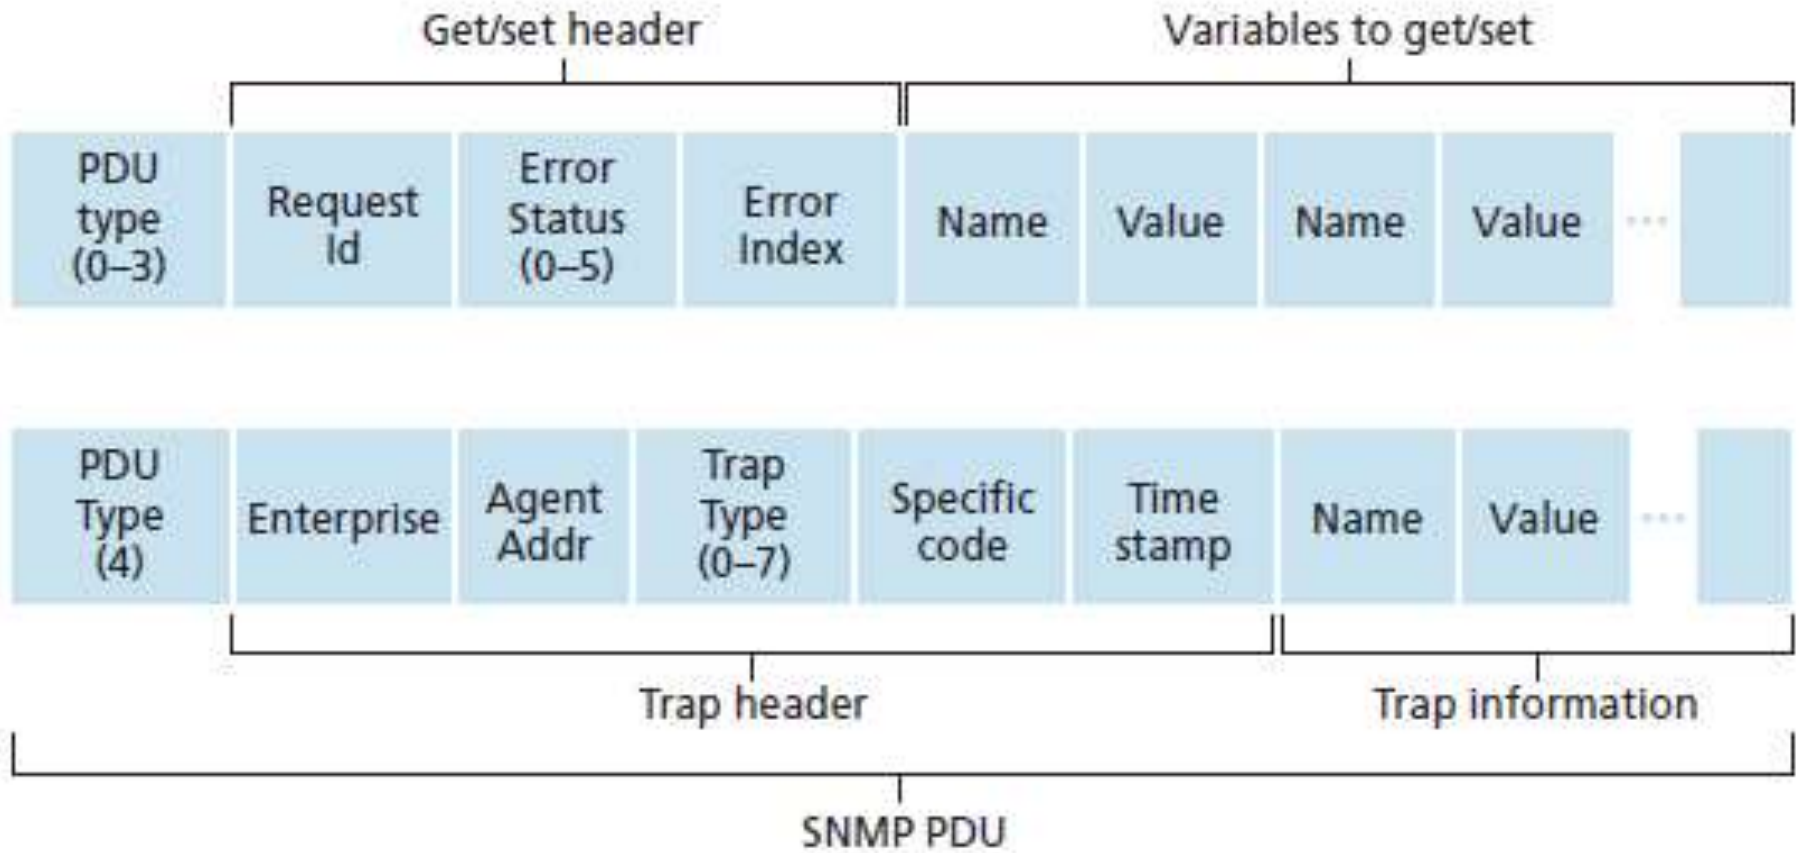 Get/set header
Variables to get/set
PDU type (0–3)
Request Id
Error Status (0–5)
Error Index
Name
Value
Name
Value
...
PDU Type (4)
Enterprise
Agent Addr
Trap Type (0–7)
Specific code
Time stamp
Name
Value
...
Trap header
Trap information
SNMP PDU